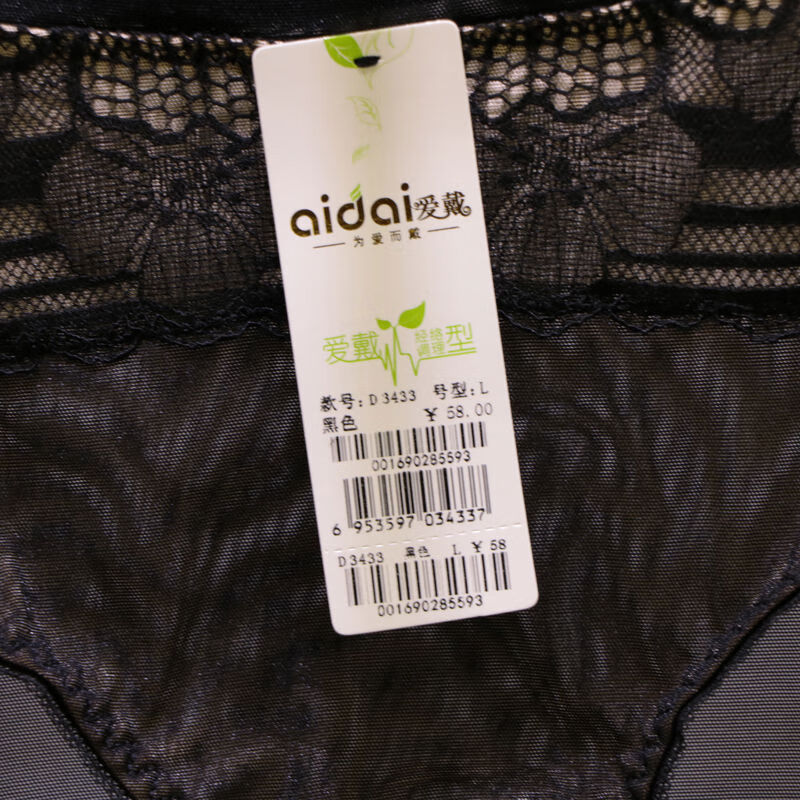 aidai爱戴
为爱而戴
爱戴 经络调理 型
款号: D3433 号型: L
黑色 ¥ 58.00
001690285593
6 953597 034337
D3433 黑色 L ¥ 58
001690285593